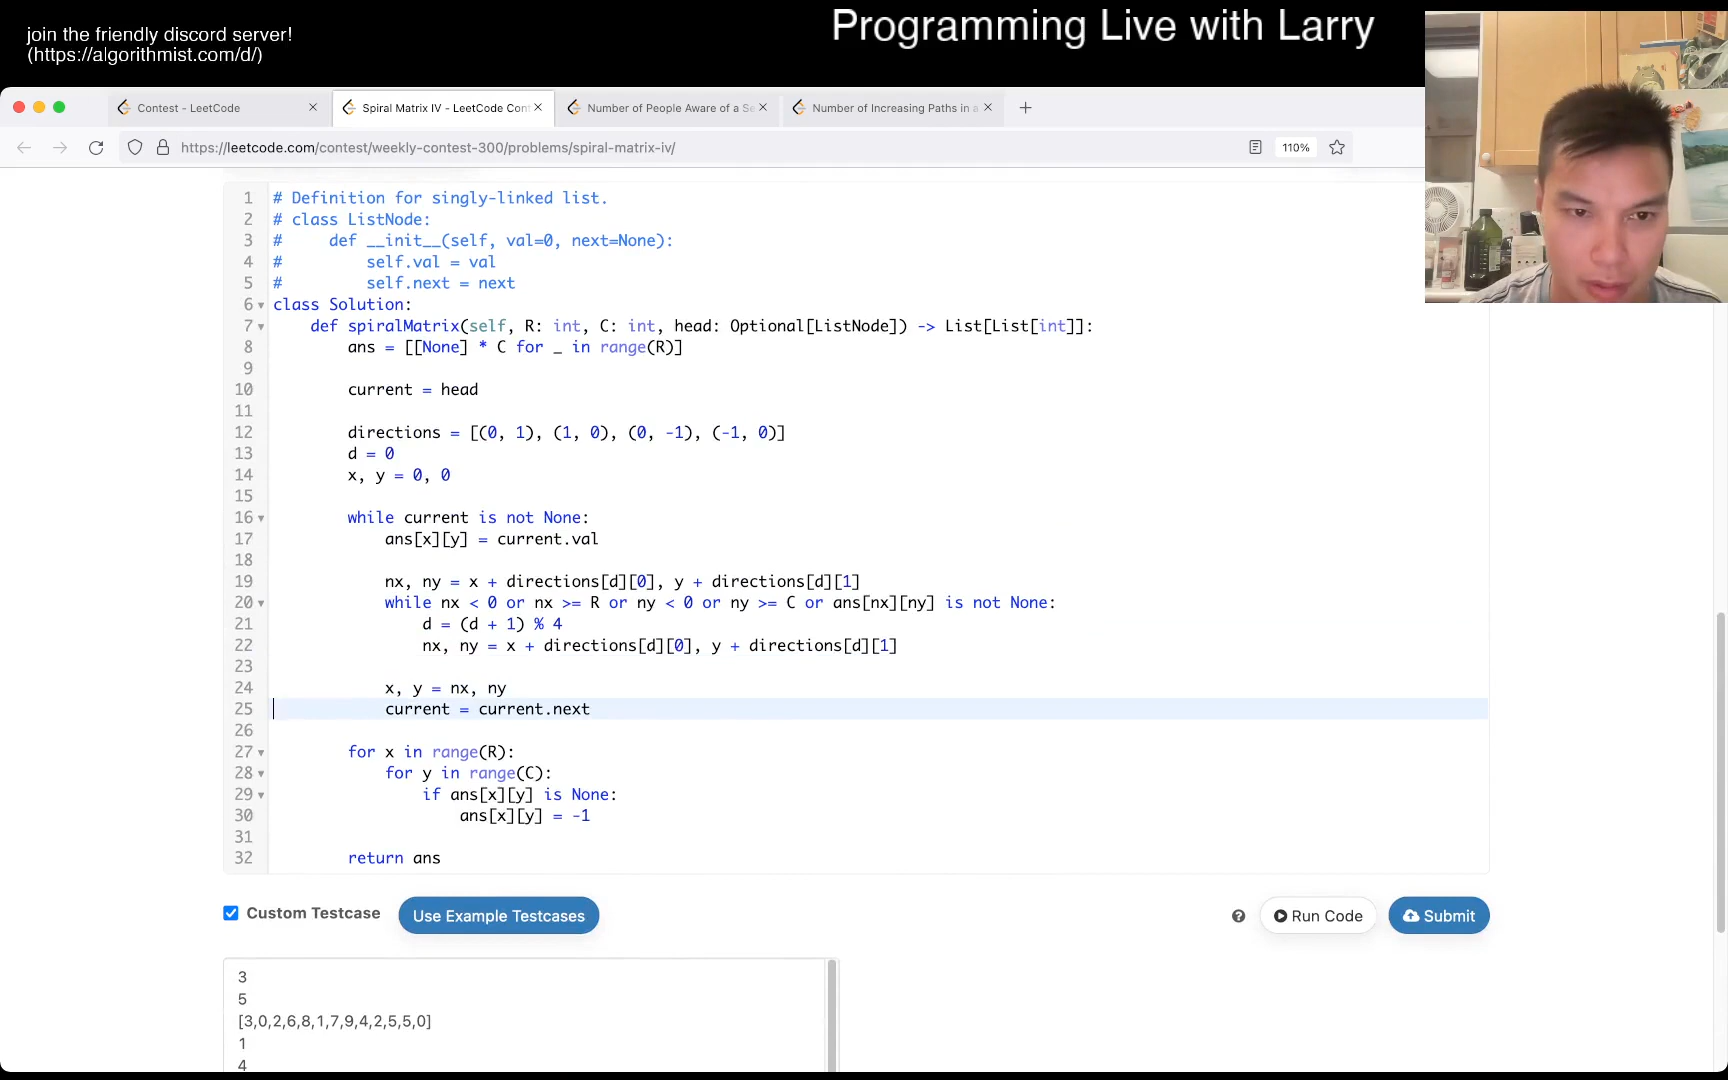 join the friendly discord server!
(https://algorithmist.com/d/)
Programming Live with Larry
Contest - LeetCode
Spiral Matrix IV - LeetCode Cont
Number of People Aware of a Se
Number of Increasing Paths in a
https://leetcode.com/contest/weekly-contest-300/problems/spiral-matrix-iv/
110%
1 # Definition for singly-linked list.
2 # class ListNode:
3 #     def __init__(self, val=0, next=None):
4 #         self.val = val
5 #         self.next = next
6 class Solution:
7     def spiralMatrix(self, R: int, C: int, head: Optional[ListNode]) -> List[List[int]]:
8         ans = [[None] * C for _ in range(R)]
9
10         current = head
11
12         directions = [(0, 1), (1, 0), (0, -1), (-1, 0)]
13         d = 0
14         x, y = 0, 0
15
16         while current is not None:
17             ans[x][y] = current.val
18
19             nx, ny = x + directions[d][0], y + directions[d][1]
20             while nx < 0 or nx >= R or ny < 0 or ny >= C or ans[nx][ny] is not None:
21                 d = (d + 1) % 4
22                 nx, ny = x + directions[d][0], y + directions[d][1]
23
24             x, y = nx, ny
25             current = current.next
26
27         for x in range(R):
28             for y in range(C):
29                 if ans[x][y] is None:
30                     ans[x][y] = -1
31
32         return ans
Custom Testcase
Use Example Testcases
Run Code
Submit
3
5
[3,0,2,6,8,1,7,9,4,2,5,5,0]
1
4